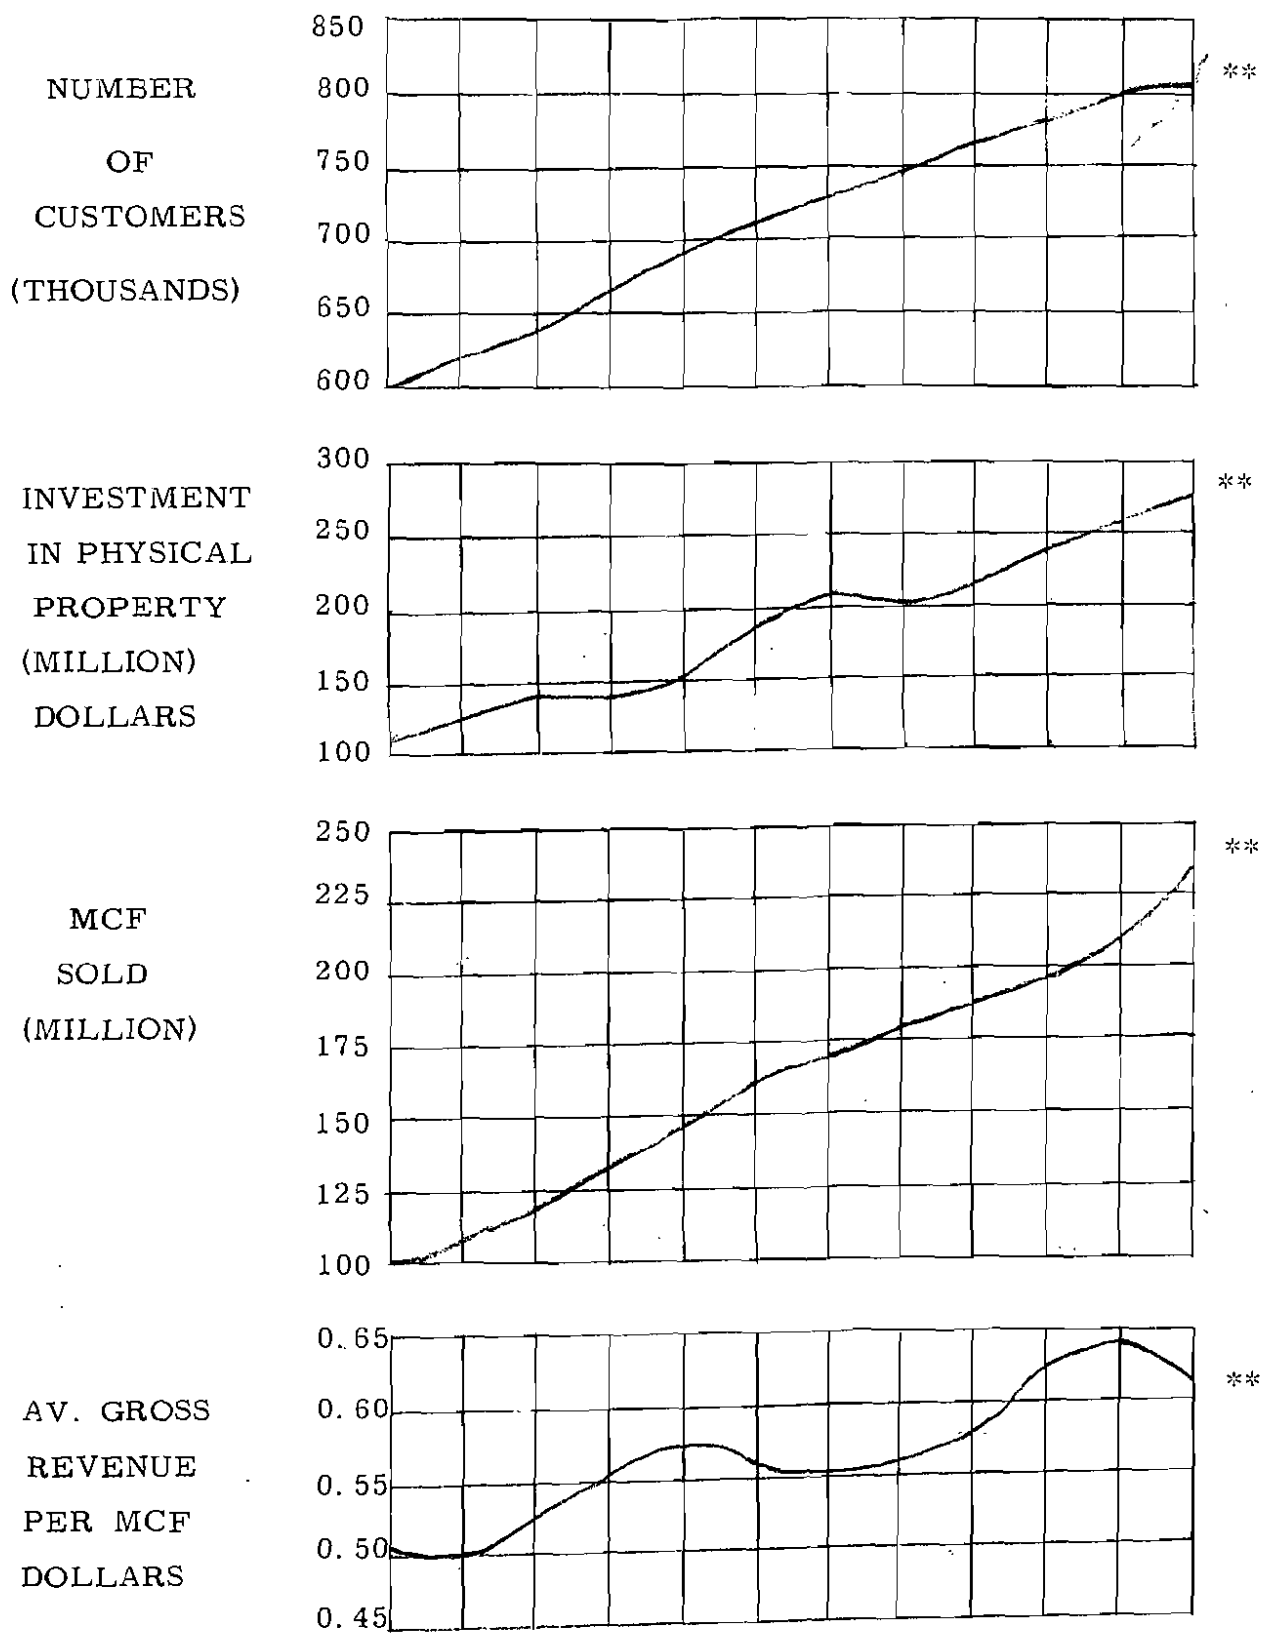 NUMBER
OF
CUSTOMERS
(THOUSANDS)
850
800
750
700
650
600
**
INVESTMENT
IN PHYSICAL
PROPERTY
(MILLION)
DOLLARS
300
250
200
150
100
**
MCF
SOLD
(MILLION)
250
225
200
175
150
125
100
**
AV. GROSS
REVENUE
PER MCF
DOLLARS
0.65
0.60
0.55
0.50
0.45
**